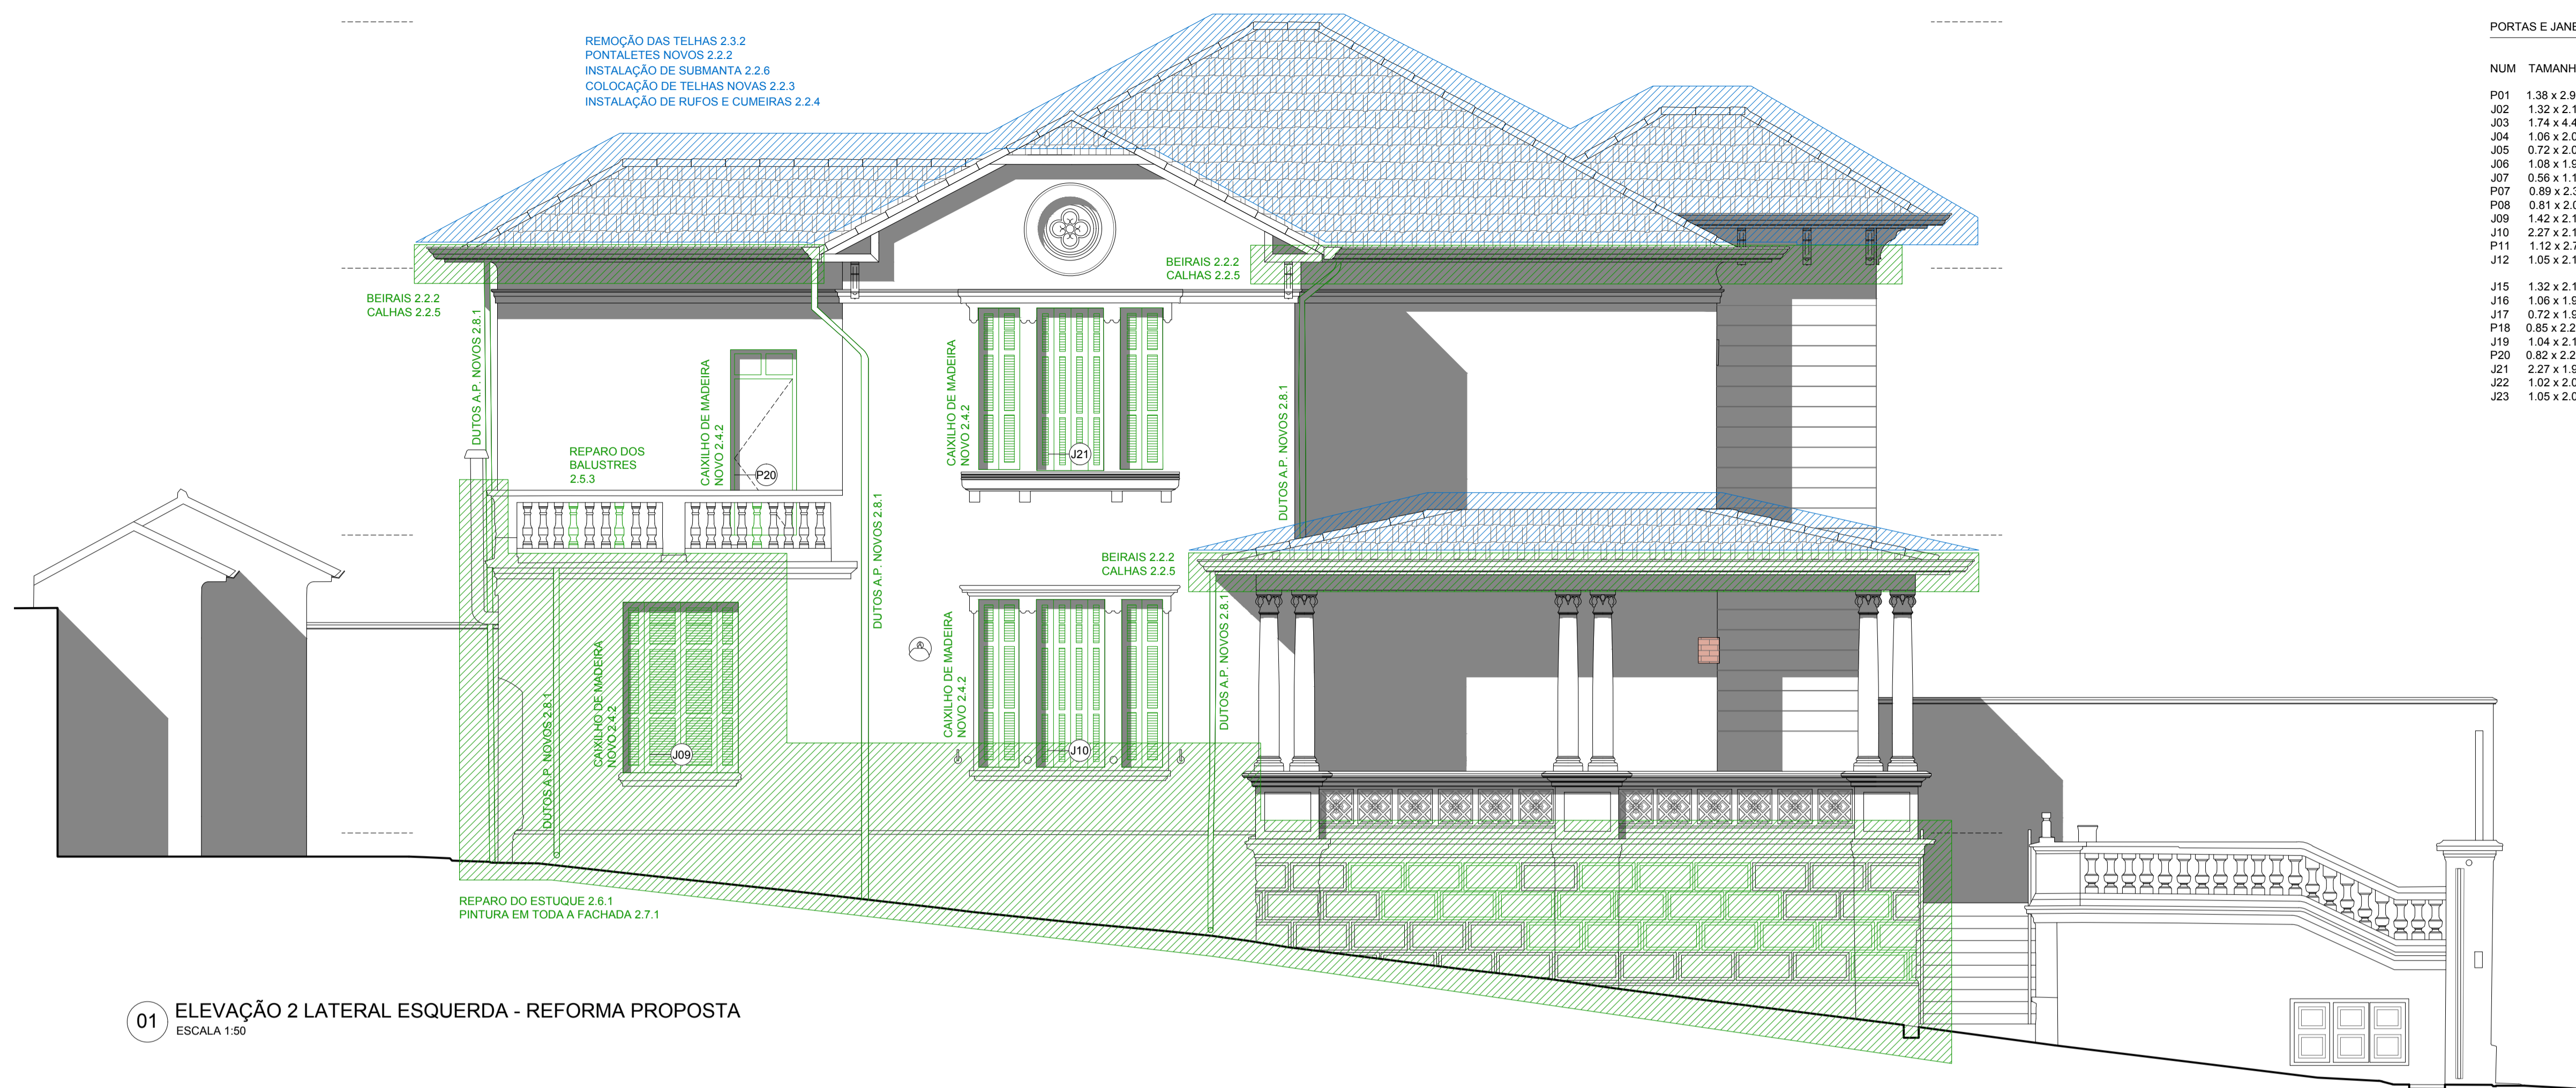 REMOÇÃO DAS TELHAS 2.3.2
PONTALETES NOVOS 2.2.2
INSTALAÇÃO DE SUBMANTA 2.2.6
COLOCAÇÃO DE TELHAS NOVAS 2.2.3
INSTALAÇÃO DE RUFOS E CUMEIRAS 2.2.4
BEIRAIS 2.2.2
CALHAS 2.2.5
BEIRAIS 2.2.2
CALHAS 2.2.5
DUTOS A.P. NOVOS 2.8.1
CAIXILHO DE MADEIRA
NOVO 2.4.2
P20
REPARO DOS
BALUSTRES
2.5.3
CAIXILHO DE MADEIRA
NOVO 2.4.2
J21
DUTOS A.P. NOVOS 2.8.1
DUTOS A.P. NOVOS 2.8.1
BEIRAIS 2.2.2
CALHAS 2.2.5
DUTOS A.P. NOVOS 2.8.1
CAIXILHO DE MADEIRA
NOVO 2.4.2
J09
CAIXILHO DE MADEIRA
NOVO 2.4.2
J10
DUTOS A.P. NOVOS 2.8.1
REPARO DO ESTUQUE 2.6.1
PINTURA EM TODA A FACHADA 2.7.1
01
ELEVAÇÃO 2 LATERAL ESQUERDA - REFORMA PROPOSTA
ESCALA 1:50
PORTAS E JANE
NUM TAMANH
P01 1.38 x 2.9
J02 1.32 x 2.1
J03 1.74 x 4.4
J04 1.06 x 2.0
J05 0.72 x 2.0
J06 1.08 x 1.9
J07 0.56 x 1.1
P07 0.89 x 2.3
P08 0.81 x 2.0
J09 1.42 x 2.1
J10 2.27 x 2.1
P11 1.12 x 2.7
J12 1.05 x 2.1
J15 1.32 x 2.1
J16 1.06 x 1.9
J17 0.72 x 1.9
P18 0.85 x 2.2
J19 1.04 x 2.1
P20 0.82 x 2.2
J21 2.27 x 1.9
J22 1.02 x 2.0
J23 1.05 x 2.0